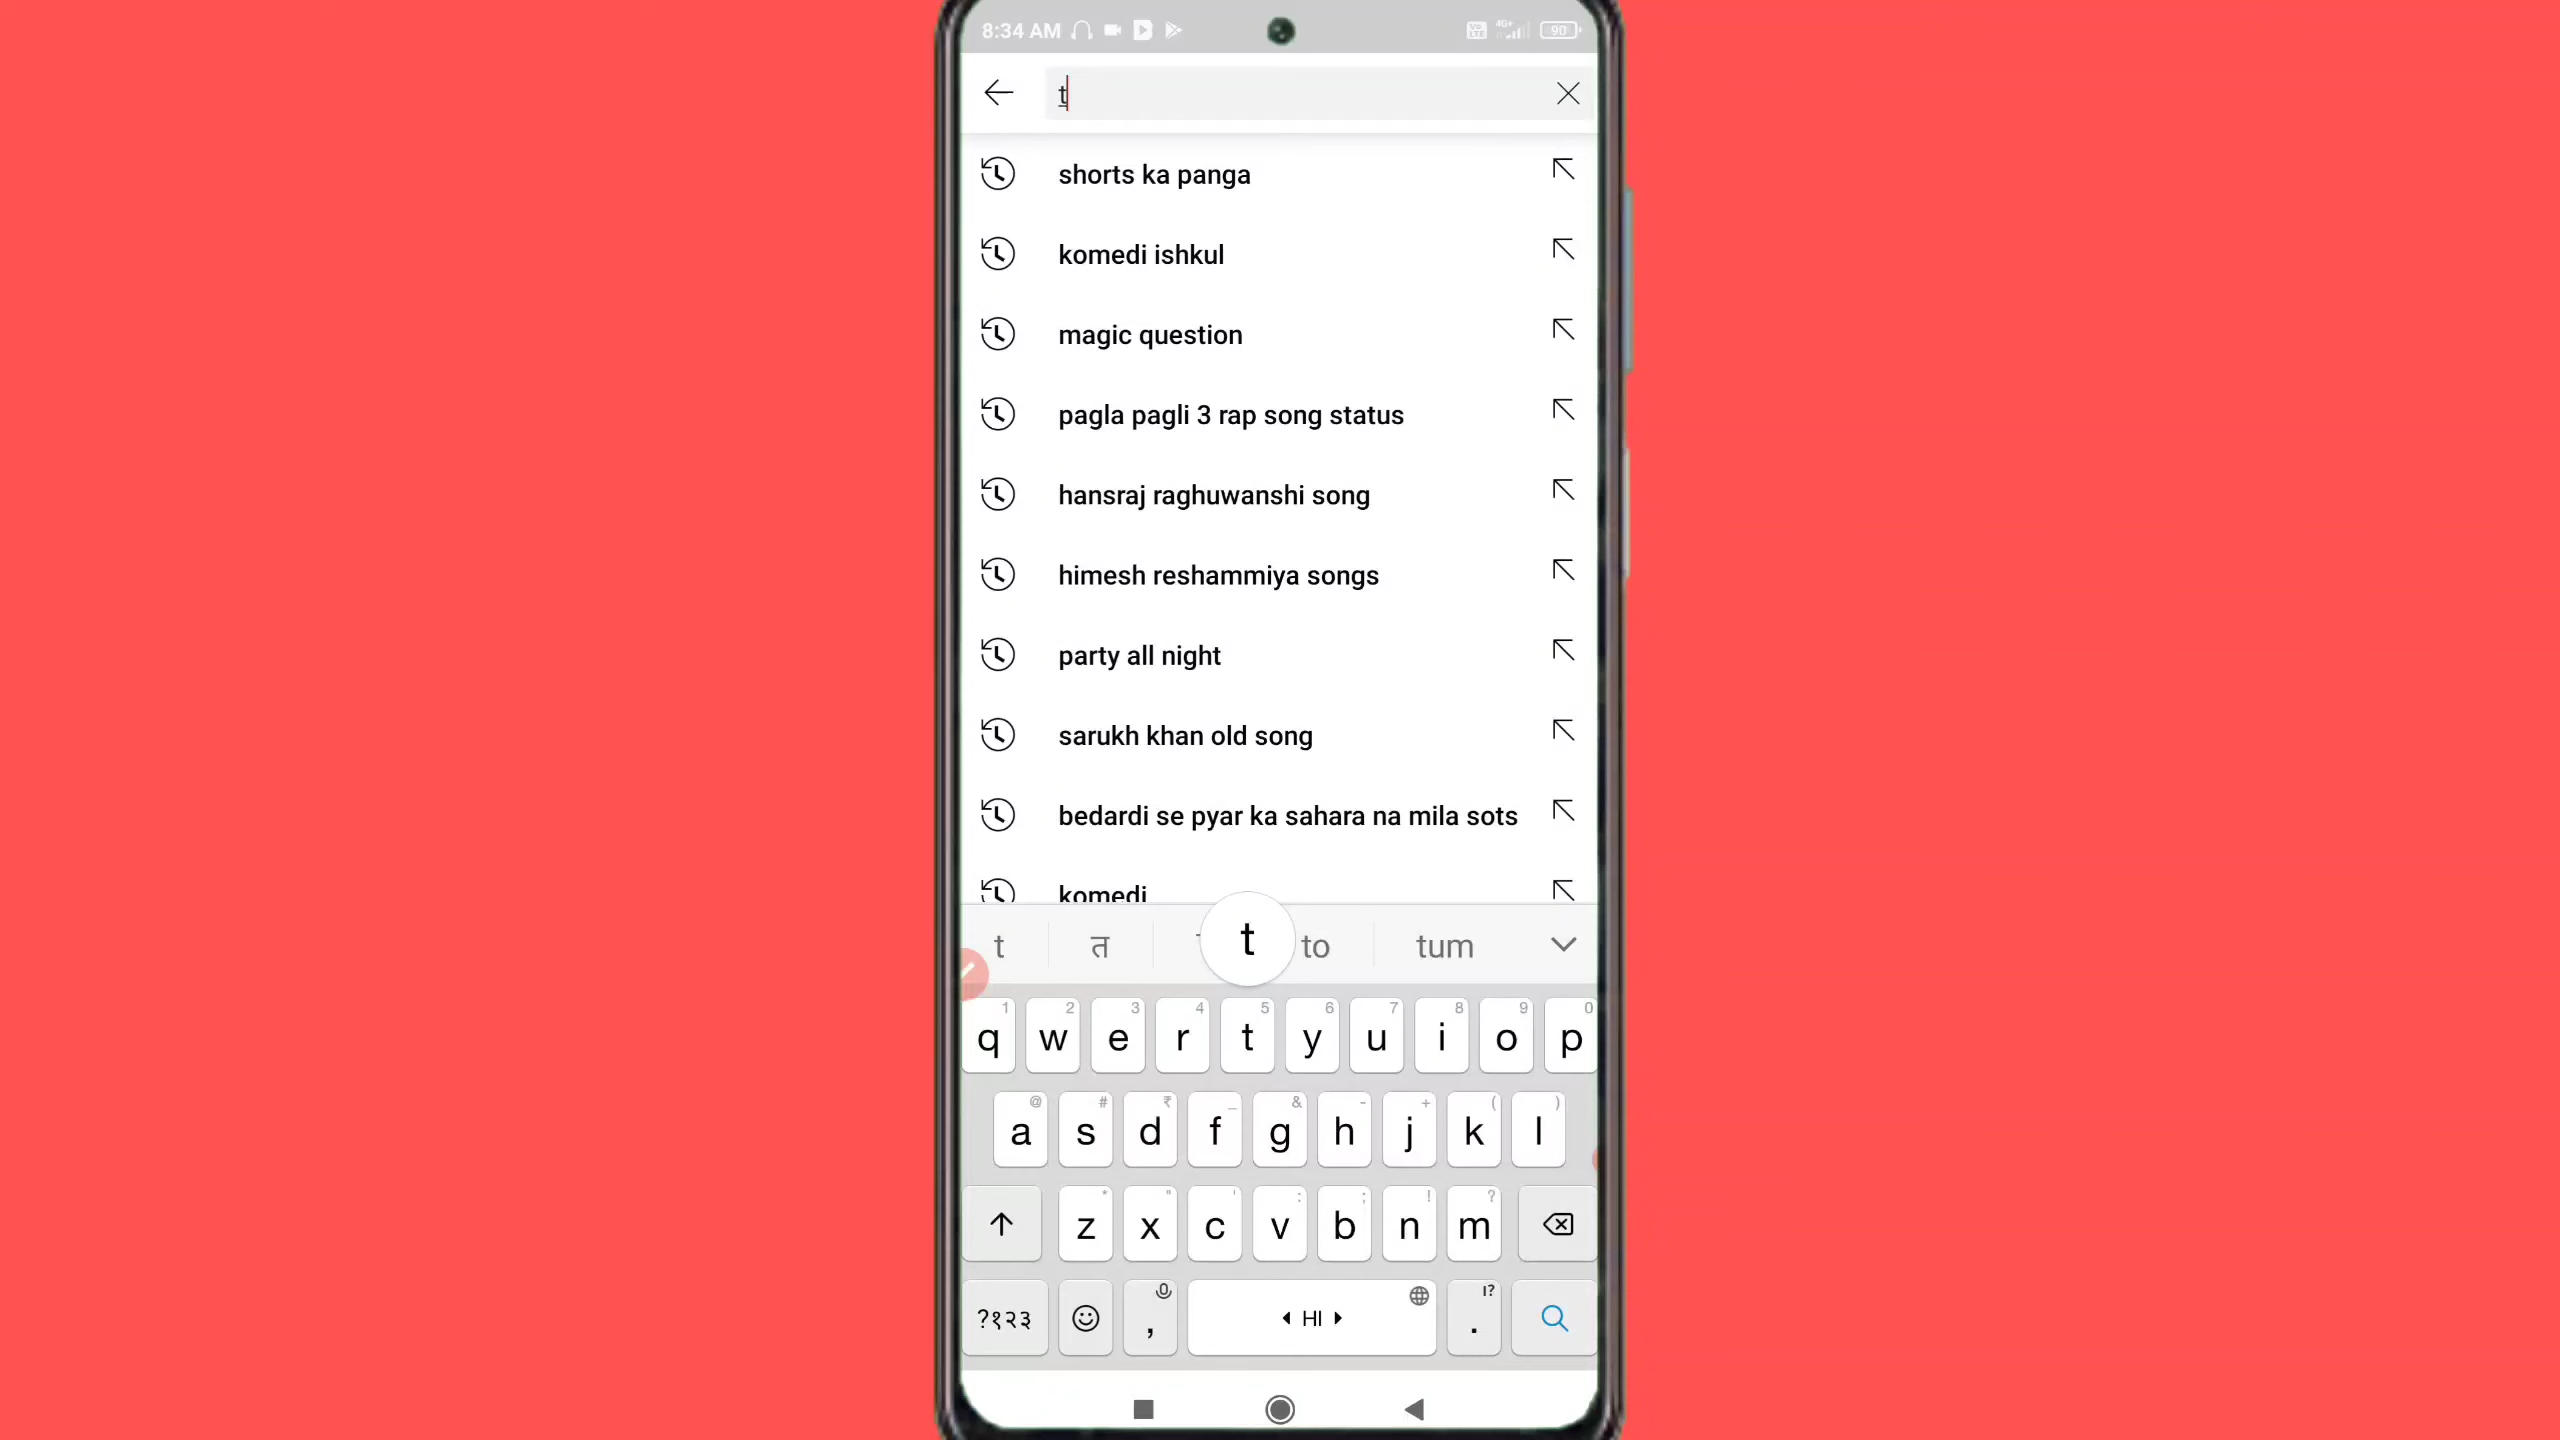 8:34 AM 4G+ 90
t
shorts ka panga
komedi ishkul
magic question
pagla pagli 3 rap song status
hansraj raghuwanshi song
himesh reshammiya songs
party all night
sarukh khan old song
bedardi se pyar ka sahara na mila sots
komedi
t त t to tum
1 2 3 4 5 6 7 8 9 0
q w e r t y u i o p
@ # ₹ _ & - + ( )
a s d f g h j k l
* " ' : ; ! ?
z x c v b n m
?१२३ , HI . !?